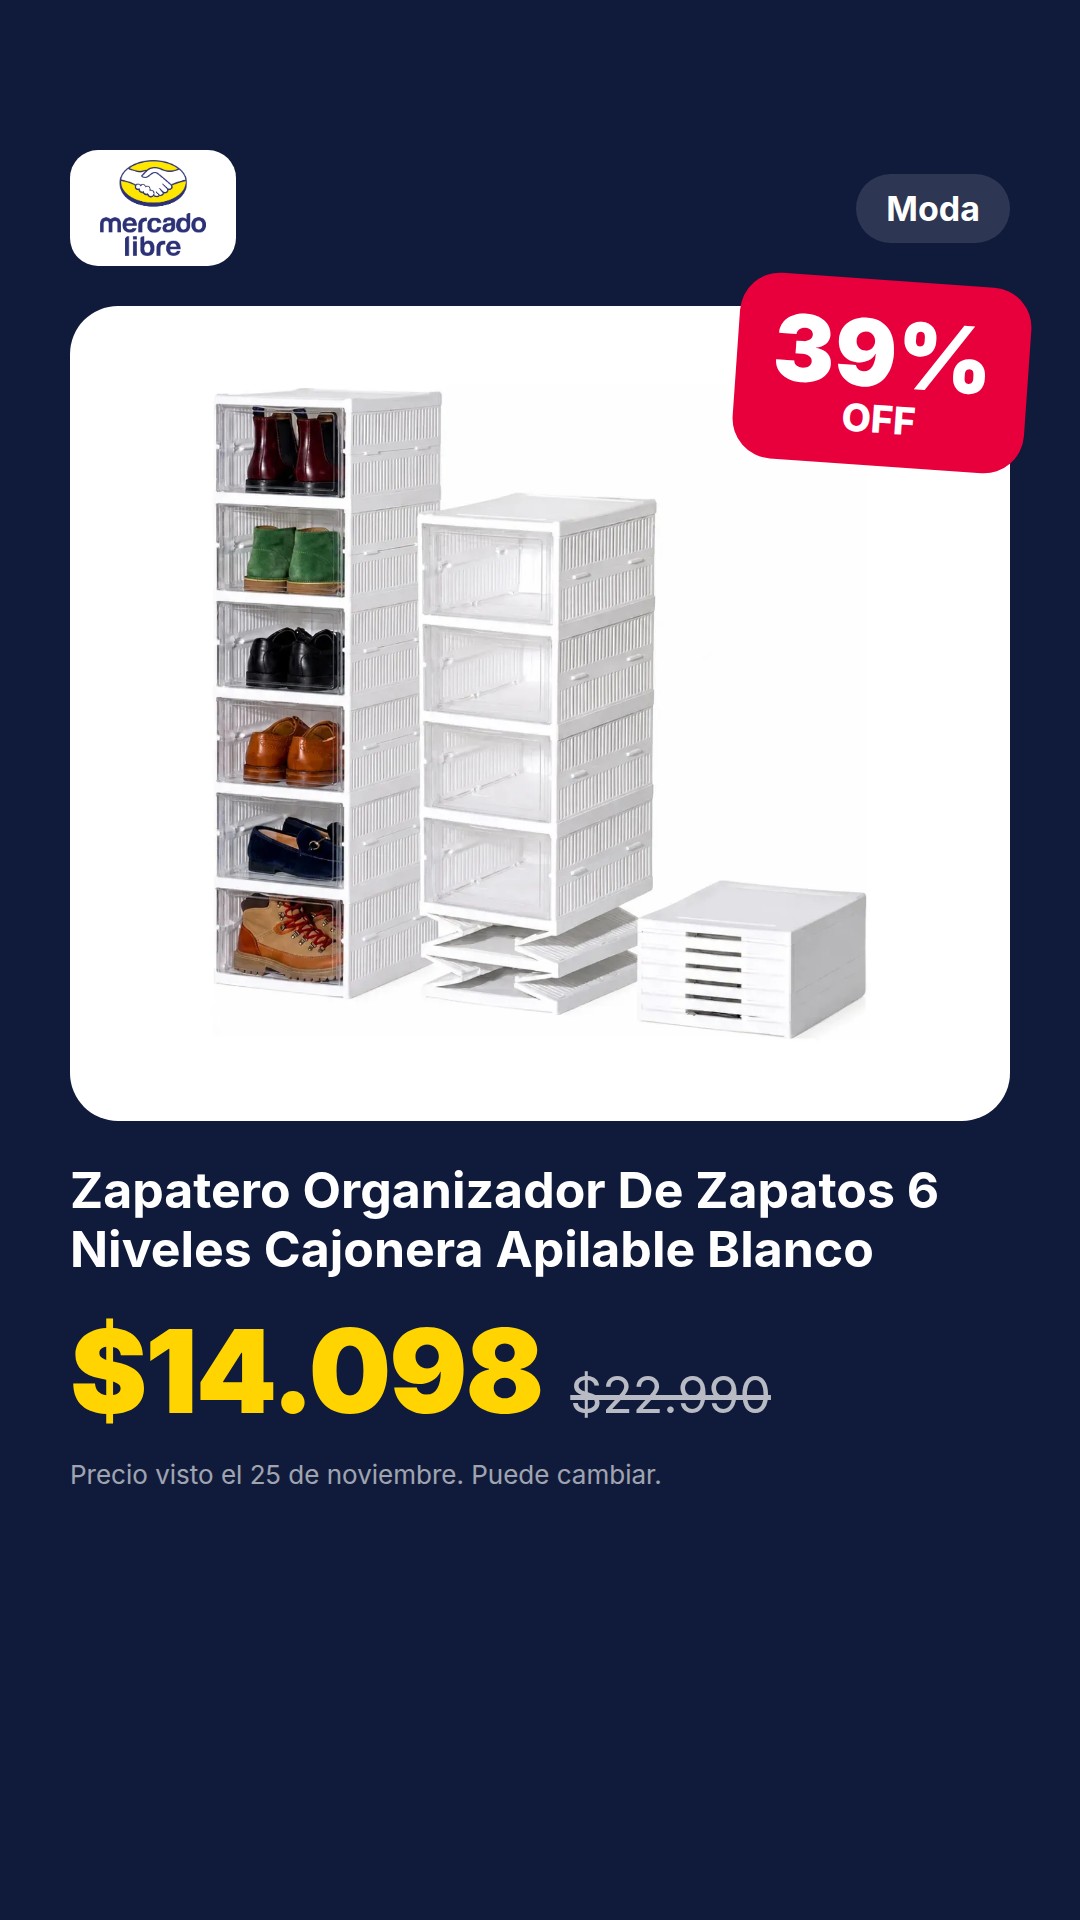 mercado
libre
Moda
39%
OFF
Zapatero Organizador De Zapatos 6
Niveles Cajonera Apilable Blanco
$14.098 $22.990
Precio visto el 25 de noviembre. Puede cambiar.